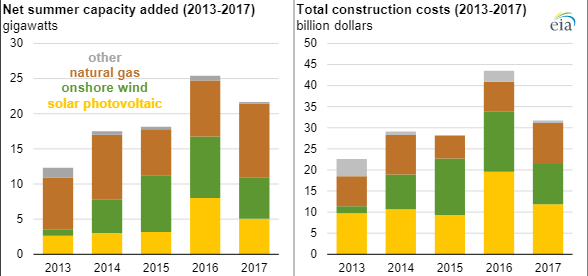 Net summer capacity added (2013-2017)
gigawatts
30
25
20
15
10
5
0
other
natural gas
onshore wind
solar photovoltaic
2013 2014 2015 2016 2017
Total construction costs (2013-2017)
billion dollars
eia
50
45
40
35
30
25
20
15
10
5
0
2013 2014 2015 2016 2017